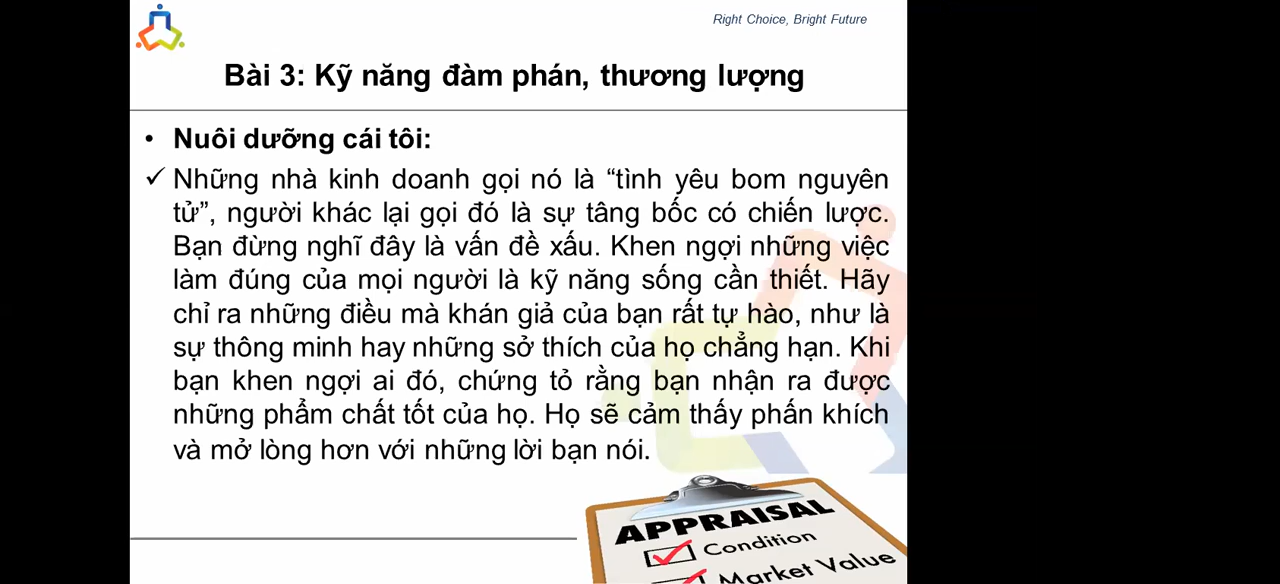 Right Choice, Bright Future
Bài 3: Kỹ năng đàm phán, thương lượng
• Nuôi dưỡng cái tôi:
✓ Những nhà kinh doanh gọi nó là “tình yêu bom nguyên
tử”, người khác lại gọi đó là sự tâng bốc có chiến lược.
Bạn đừng nghĩ đây là vấn đề xấu. Khen ngợi những việc
làm đúng của mọi người là kỹ năng sống cần thiết. Hãy
chỉ ra những điều mà khán giả của bạn rất tự hào, như là
sự thông minh hay những sở thích của họ chẳng hạn. Khi
bạn khen ngợi ai đó, chứng tỏ rằng bạn nhận ra được
những phẩm chất tốt của họ. Họ sẽ cảm thấy phấn khích
và mở lòng hơn với những lời bạn nói.
APPRAISAL
Condition
Market Value